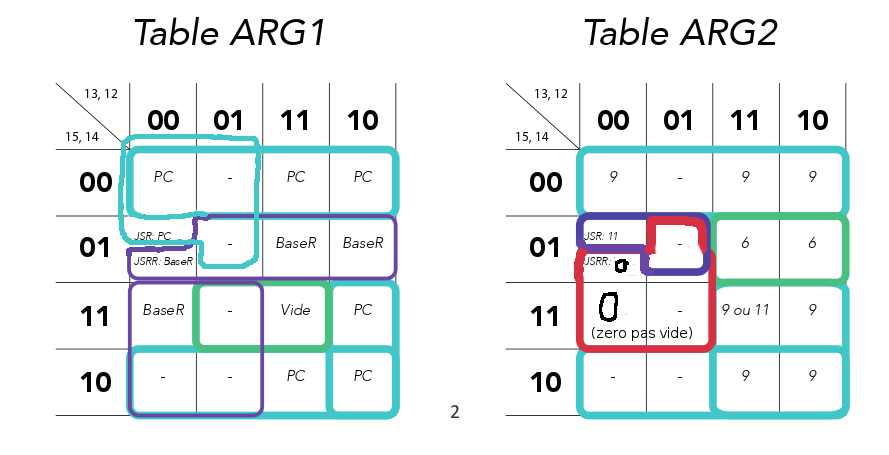 Table ARG1
13, 12
15, 14
00 01 11 10
00 PC - PC PC
01 JSR: PC JSRR: BaseR - BaseR BaseR
11 BaseR - Vide PC
10 - - PC PC
2
Table ARG2
13, 12
15, 14
00 01 11 10
00 9 - 9 9
01 JSR: 11 JSRR: 0 - 6 6
11 0 - 9 ou 11 9
(zero pas vide)
10 - - 9 9